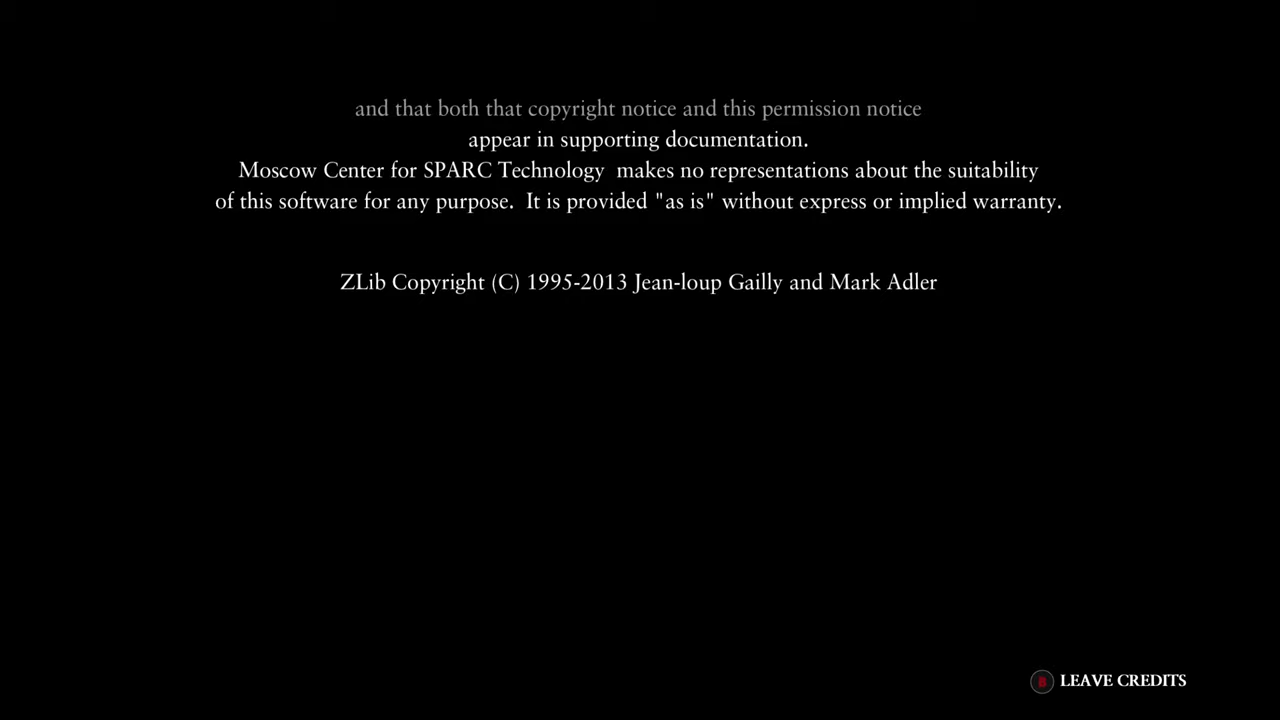 and that both that copyright notice and this permission notice
appear in supporting documentation.
Moscow Center for SPARC Technology  makes no representations about the suitability
of this software for any purpose.  It is provided "as is" without express or implied warranty.
ZLib Copyright (C) 1995-2013 Jean-loup Gailly and Mark Adler
B LEAVE CREDITS